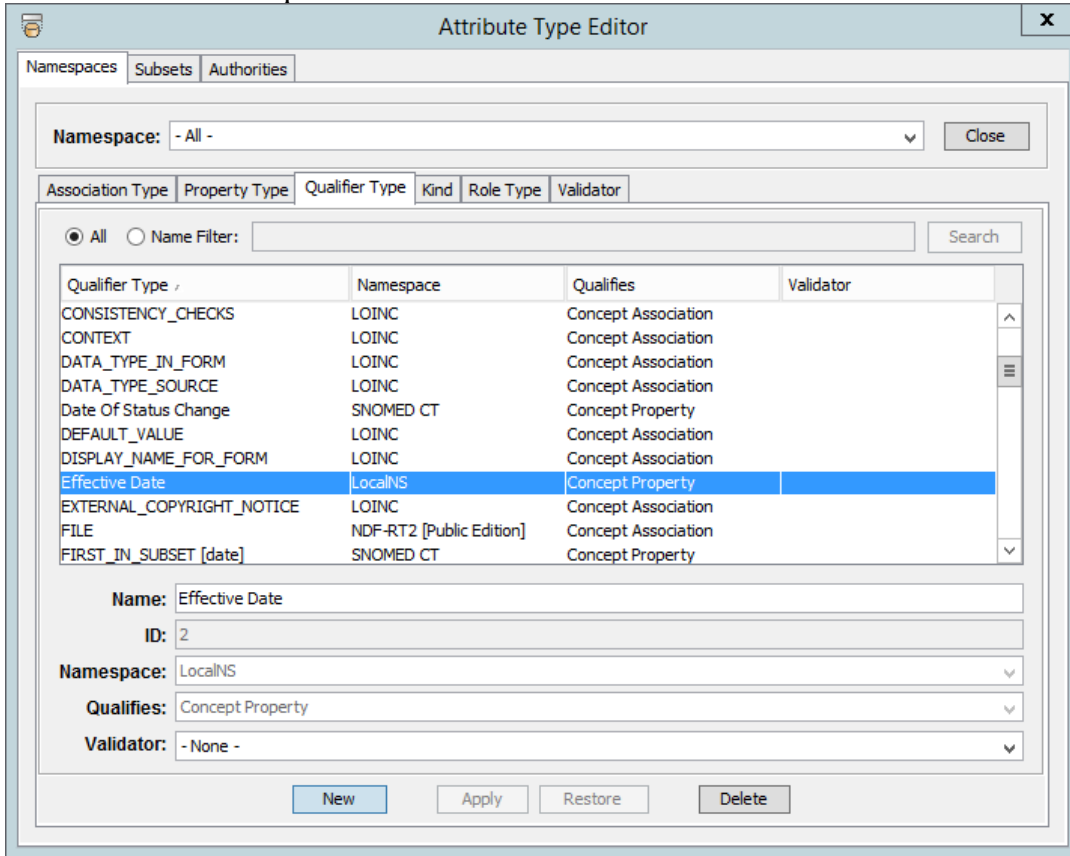 Attribute Type Editor x
Namespaces Subsets Authorities
Namespace: - All - Close
Association Type Property Type Qualifier Type Kind Role Type Validator
All Name Filter: Search
Qualifier Type Namespace Qualifies Validator
CONSISTENCY_CHECKS LOINC Concept Association
CONTEXT LOINC Concept Association
DATA_TYPE_IN_FORM LOINC Concept Association
DATA_TYPE_SOURCE LOINC Concept Association
Date Of Status Change SNOMED CT Concept Property
DEFAULT_VALUE LOINC Concept Association
DISPLAY_NAME_FOR_FORM LOINC Concept Association
Effective Date LocalNS Concept Property
EXTERNAL_COPYRIGHT_NOTICE LOINC Concept Association
FILE NDF-RT2 [Public Edition] Concept Association
FIRST_IN_SUBSET [date] SNOMED CT Concept Property
Name: Effective Date
ID: 2
Namespace: LocalNS
Qualifies: Concept Property
Validator: - None -
New Apply Restore Delete